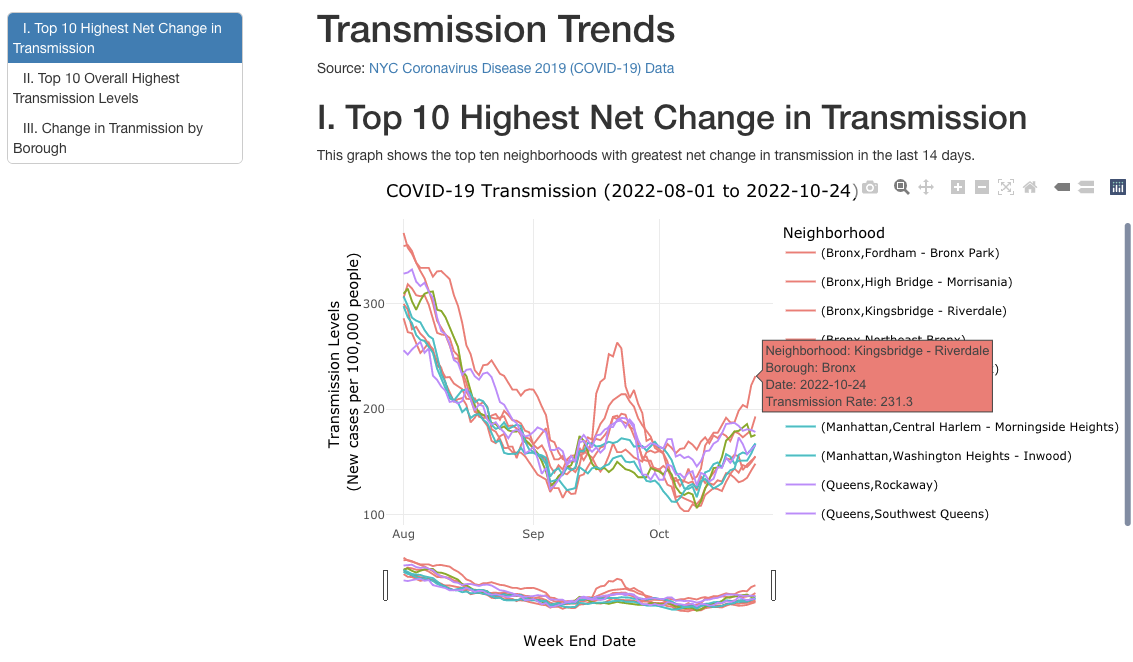 I. Top 10 Highest Net Change in
Transmission
II. Top 10 Overall Highest
Transmission Levels
III. Change in Tranmission by
Borough
Transmission Trends
Source: NYC Coronavirus Disease 2019 (COVID-19) Data
I. Top 10 Highest Net Change in Transmission
This graph shows the top ten neighborhoods with greatest net change in transmission in the last 14 days.
COVID-19 Transmission (2022-08-01 to 2022-10-24)
Transmission Levels
(New cases per 100,000 people)
300
200
100
Aug
Sep
Oct
Week End Date
Neighborhood
(Bronx,Fordham - Bronx Park)
(Bronx,High Bridge - Morrisania)
(Bronx,Kingsbridge - Riverdale)
(Bronx,Northeast Bronx)
Neighborhood: Kingsbridge - Riverdale
Borough: Bronx
Date: 2022-10-24
Transmission Rate: 231.3
(Manhattan,Central Harlem - Morningside Heights)
(Manhattan,Washington Heights - Inwood)
(Queens,Rockaway)
(Queens,Southwest Queens)